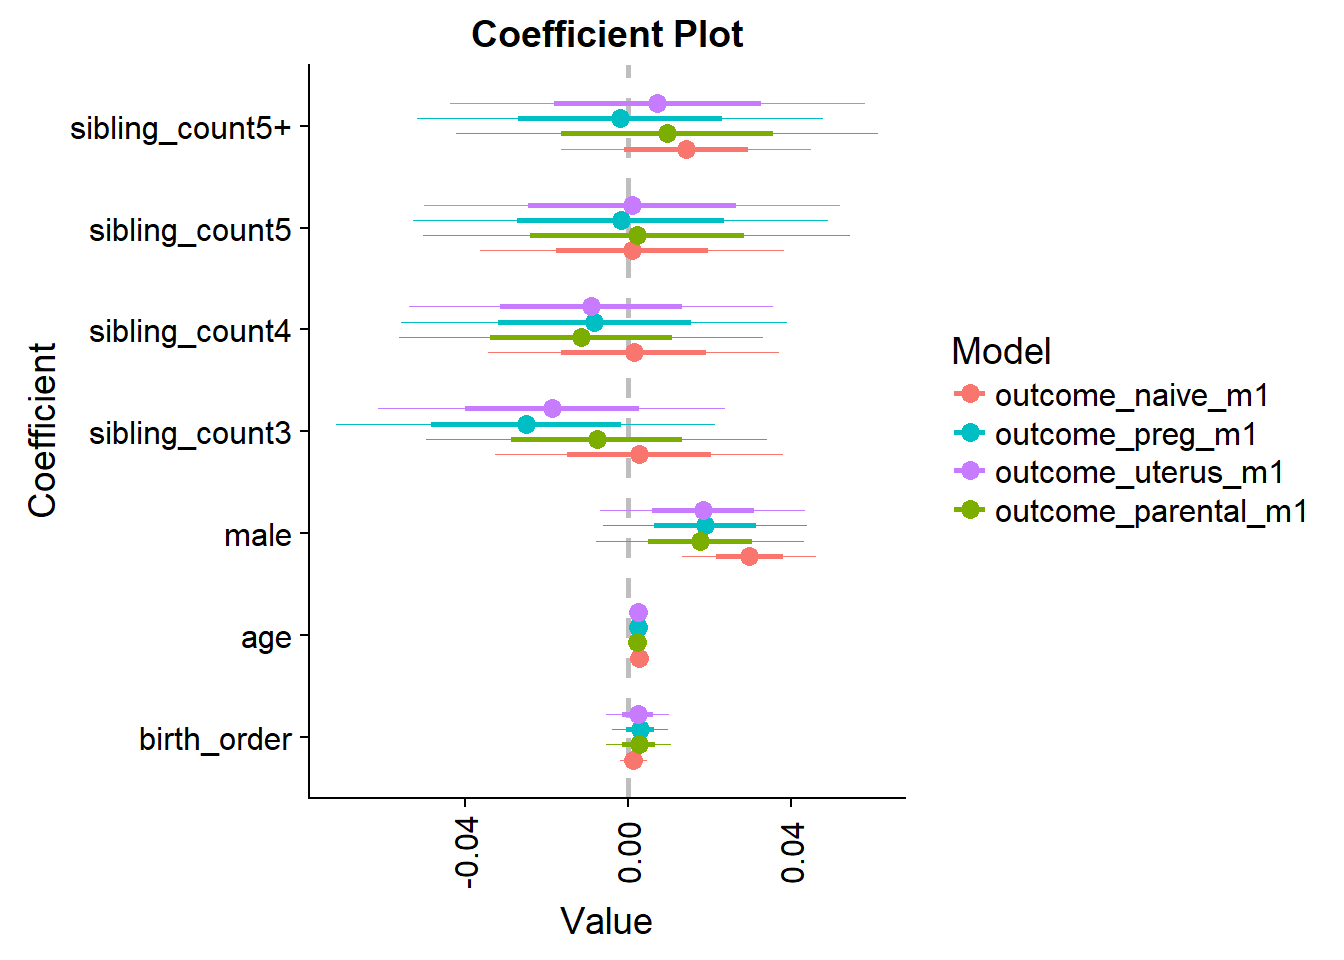 Coefficient Plot
sibling_count5+
sibling_count5
sibling_count4
sibling_count3
male
age
birth_order
Coefficient
-0.04
0.00
0.04
Value
Model
outcome_naive_m1
outcome_preg_m1
outcome_uterus_m1
outcome_parental_m1